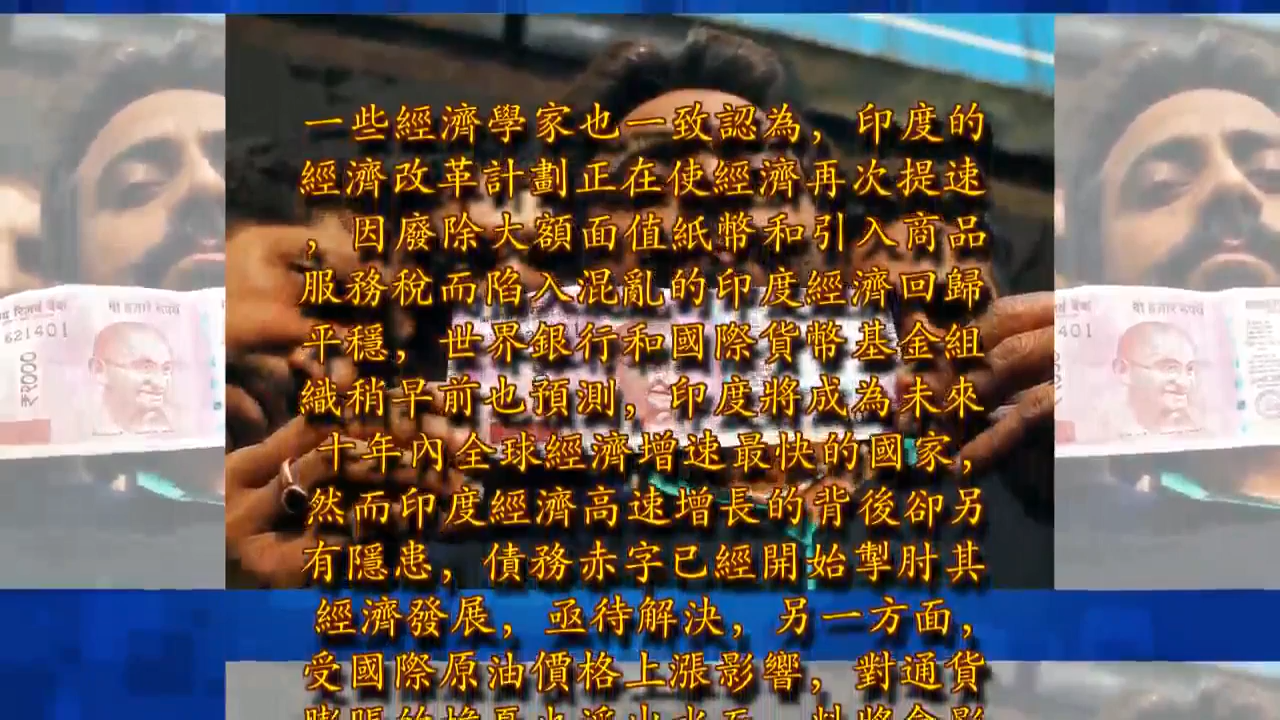 一些經濟學家也一致認為，印度的
經濟改革計劃正在使經濟再次提速
，因廢除大額面值紙幣和引入商品
服務稅而陷入混亂的印度經濟回歸
平穩，世界銀行和國際貨幣基金組
織稍早前也預測，印度將成為未來
十年內全球經濟增速最快的國家，
然而印度經濟高速增長的背後卻另
有隱患，債務赤字已經開始掣肘其
經濟發展，亟待解決，另一方面，
受國際原油價格上漲影響，對通貨
621401
₹2000